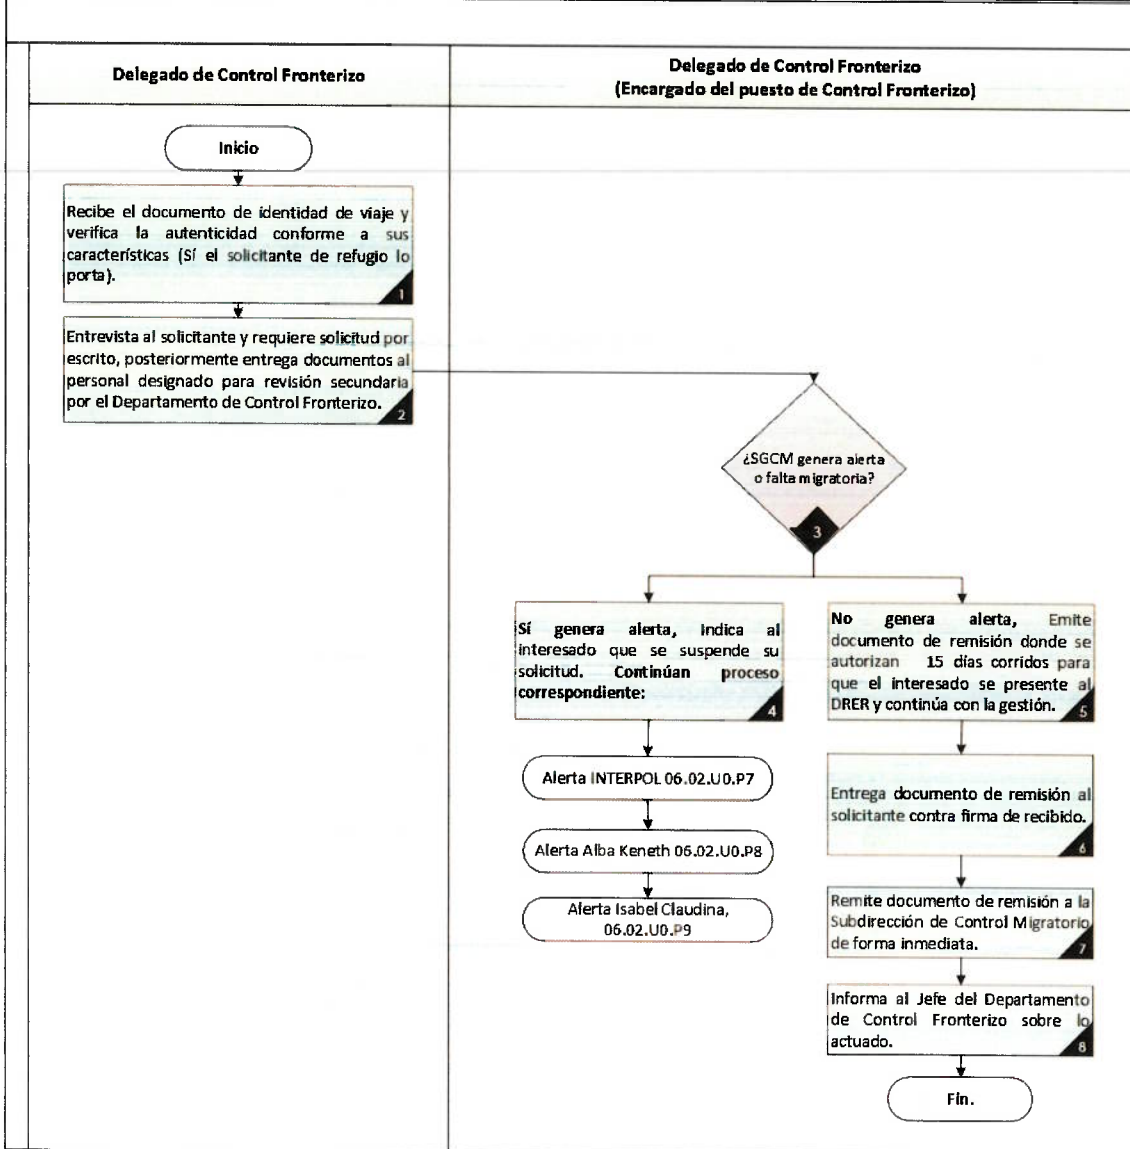 Delegado de Control Fronterizo
Delegado de Control Fronterizo
(Encargado del puesto de Control Fronterizo)
Inicio
Recibe el documento de identidad de viaje y
verifica la autenticidad conforme a sus
características (Sí el solicitante de refugio lo
porta).
1
Entrevista al solicitante y requiere solicitud por
escrito, posteriormente entrega documentos al
personal designado para revisión secundaria
por el Departamento de Control Fronterizo.
2
¿SGCM genera alerta
o falta migratoria?
3
Sí genera alerta, Indica al
interesado que se suspende su
solicitud. Continúan proceso
correspondiente:
4
Alerta INTERPOL 06.02.U0.P7
Alerta Alba Keneth 06.02.U0.P8
Alerta Isabel Claudina,
06.02.U0.P9
No genera alerta, Emite
documento de remisión donde se
autorizan 15 días corridos para
que el interesado se presente al
DRER y continúa con la gestión.
5
Entrega documento de remisión al
solicitante contra firma de recibido.
6
Remite documento de remisión a la
Subdirección de Control Migratorio
de forma inmediata.
7
Informa al Jefe del Departamento
de Control Fronterizo sobre lo
actuado.
8
Fin.